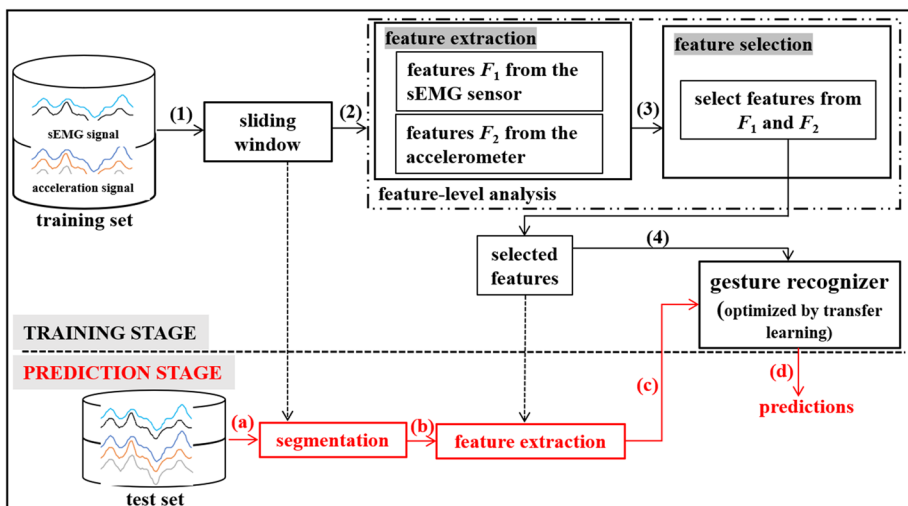 feature extraction
features F1 from the
sEMG sensor
features F2 from the
accelerometer
feature selection
select features from
F1 and F2
feature-level analysis
(1)
(2)
(3)
sEMG signal
acceleration signal
training set
sliding
window
selected
features
(4)
gesture recognizer
(optimized by transfer
learning)
TRAINING STAGE
PREDICTION STAGE
(a)
segmentation
(b)
feature extraction
(c)
(d)
predictions
test set